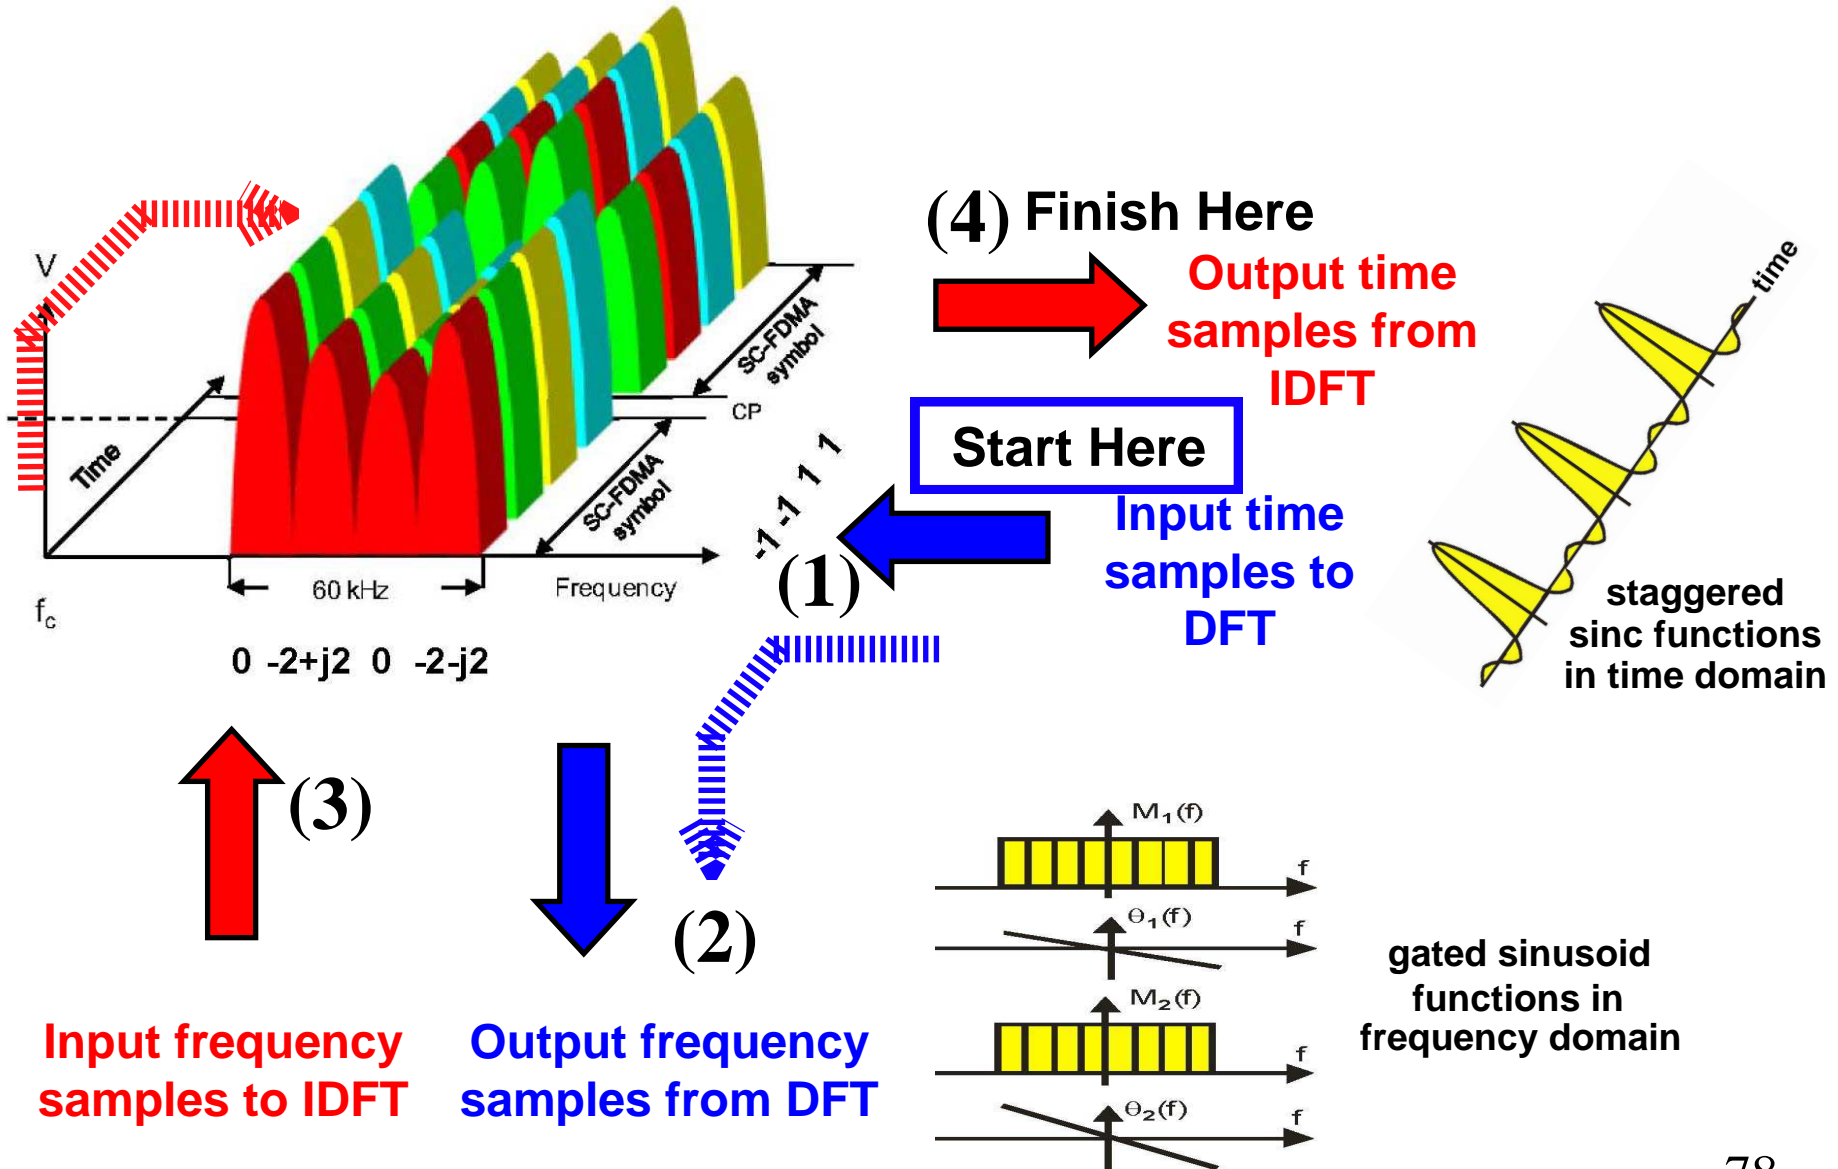 (4) Finish Here
Output time
samples from
IDFT
time
V
SC-FDMA
symbol
CP
Time
SC-FDMA
symbol
-1 -1 1 1
Start Here
Input time
samples to
DFT
(1)
60 kHz
Frequency
fc
0 -2+j2 0 -2-j2
staggered
sinc functions
in time domain
(3)
(2)
M1(f)
f
Θ1(f)
f
M2(f)
f
Θ2(f)
f
gated sinusoid
functions in
frequency domain
Input frequency
samples to IDFT
Output frequency
samples from DFT
78